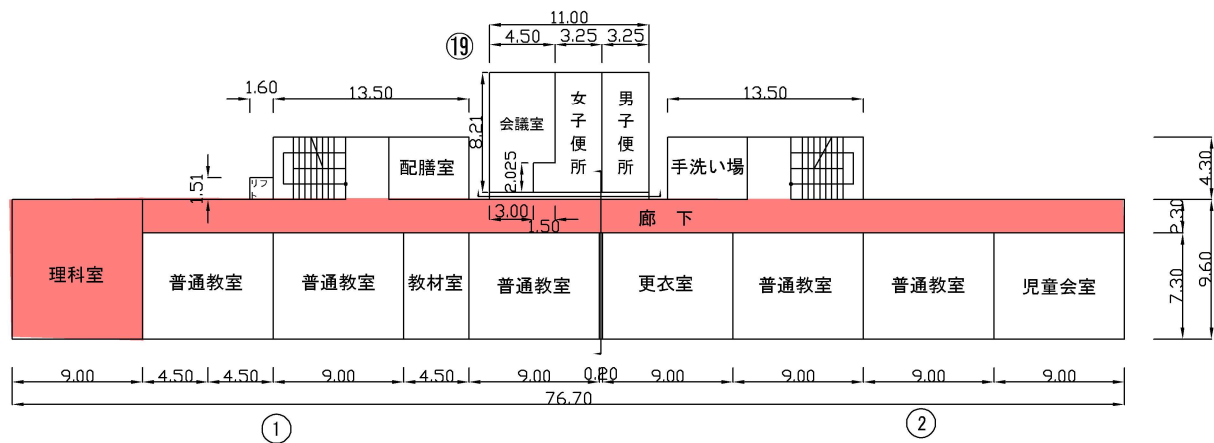 11.00
4.50 3.25 3.25
⑲
1.60
13.50
13.50
8.21
会議室
女子便所
男子便所
2.025
配膳室
手洗い場
4.30
リフト
1.51
3.00
1.50
廊下
2.30
理科室
普通教室
普通教室
教材室
普通教室
更衣室
普通教室
普通教室
児童会室
7.30
9.60
9.00 4.50 4.50 9.00 4.50 9.00 0.20 9.00 9.00 9.00 9.00
76.70
① ②